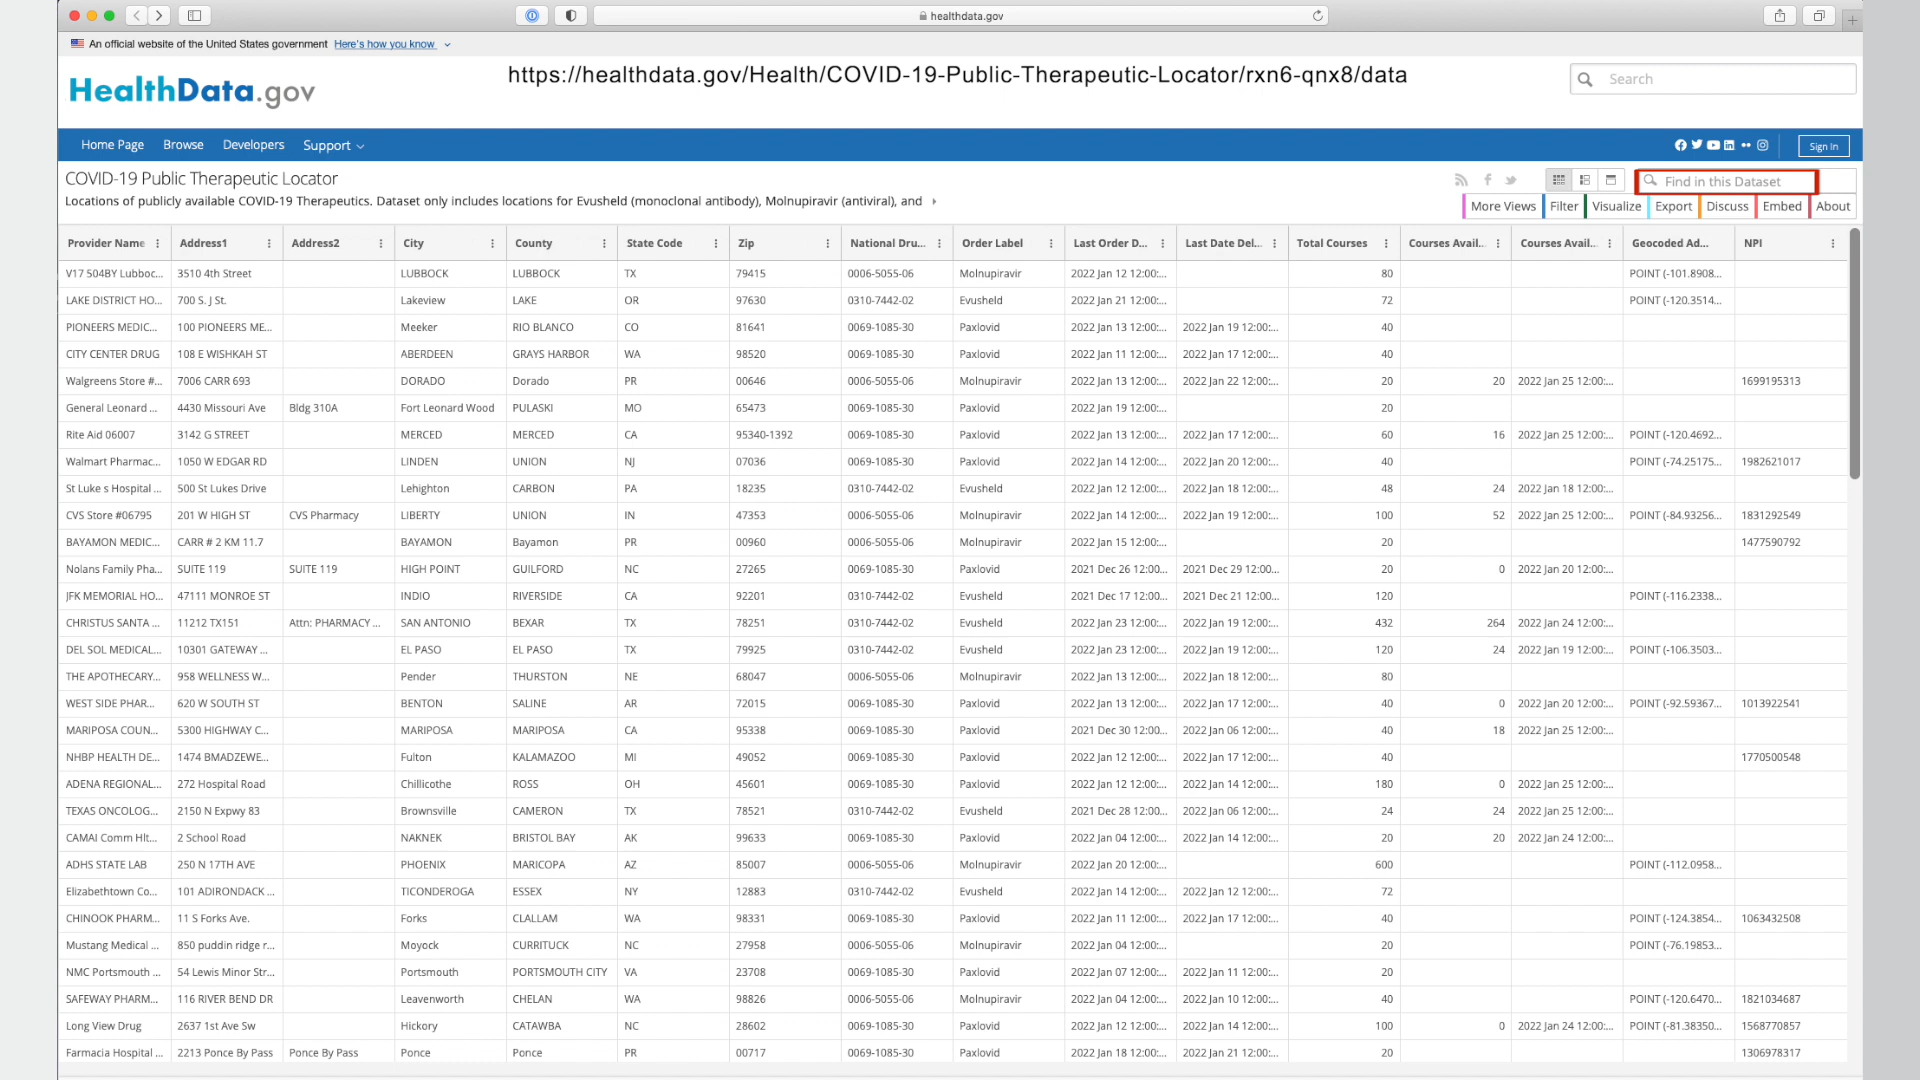 healthdata.gov
An official website of the United States government Here's how you know
HealthData.gov
https://healthdata.gov/Health/COVID-19-Public-Therapeutic-Locator/rxn6-qnx8/data
Search
Home Page Browse Developers Support
Sign In
COVID-19 Public Therapeutic Locator
Find in this Dataset
Locations of publicly available COVID-19 Therapeutics. Dataset only includes locations for Evusheld (monoclonal antibody), Molnupiravir (antiviral), and
More Views Filter Visualize Export Discuss Embed About
Provider Name Address1 Address2 City County State Code Zip National Dru... Order Label Last Order D... Last Date Del... Total Courses Courses Avail... Courses Avail... Geocoded Ad... NPI
V17 504BY Lubboc... 3510 4th Street LUBBOCK LUBBOCK TX 79415 0006-5055-06 Molnupiravir 2022 Jan 12 12:00:... 80 POINT (-101.8908...
LAKE DISTRICT HO... 700 S. J St. Lakeview LAKE OR 97630 0310-7442-02 Evusheld 2022 Jan 21 12:00:... 72 POINT (-120.3514...
PIONEERS MEDIC... 100 PIONEERS ME... Meeker RIO BLANCO CO 81641 0069-1085-30 Paxlovid 2022 Jan 13 12:00:... 2022 Jan 19 12:00:... 40
CITY CENTER DRUG 108 E WISHKAH ST ABERDEEN GRAYS HARBOR WA 98520 0069-1085-30 Paxlovid 2022 Jan 11 12:00:... 2022 Jan 17 12:00:... 40
Walgreens Store #... 7006 CARR 693 DORADO Dorado PR 00646 0006-5055-06 Molnupiravir 2022 Jan 13 12:00:... 2022 Jan 22 12:00:... 20 20 2022 Jan 25 12:00:... 1699195313
General Leonard ... 4430 Missouri Ave Bldg 310A Fort Leonard Wood PULASKI MO 65473 0069-1085-30 Paxlovid 2022 Jan 19 12:00:... 20
Rite Aid 06007 3142 G STREET MERCED MERCED CA 95340-1392 0069-1085-30 Paxlovid 2022 Jan 13 12:00:... 2022 Jan 17 12:00:... 60 16 2022 Jan 25 12:00:... POINT (-120.4692...
Walmart Pharmac... 1050 W EDGAR RD LINDEN UNION NJ 07036 0069-1085-30 Paxlovid 2022 Jan 14 12:00:... 2022 Jan 20 12:00:... 40 POINT (-74.25175... 1982621017
St Luke s Hospital ... 500 St Lukes Drive Lehighton CARBON PA 18235 0310-7442-02 Evusheld 2022 Jan 12 12:00:... 2022 Jan 18 12:00:... 48 24 2022 Jan 18 12:00:...
CVS Store #06795 201 W HIGH ST CVS Pharmacy LIBERTY UNION IN 47353 0006-5055-06 Molnupiravir 2022 Jan 14 12:00:... 2022 Jan 19 12:00:... 100 52 2022 Jan 25 12:00:... POINT (-84.93256... 1831292549
BAYAMON MEDIC... CARR # 2 KM 11.7 BAYAMON Bayamon PR 00960 0006-5055-06 Molnupiravir 2022 Jan 15 12:00:... 20 1477590792
Nolans Family Pha... SUITE 119 SUITE 119 HIGH POINT GUILFORD NC 27265 0069-1085-30 Paxlovid 2021 Dec 26 12:00... 2021 Dec 29 12:00... 20 0 2022 Jan 20 12:00:...
JFK MEMORIAL HO... 47111 MONROE ST INDIO RIVERSIDE CA 92201 0310-7442-02 Evusheld 2021 Dec 17 12:00... 2021 Dec 21 12:00... 120 POINT (-116.2338...
CHRISTUS SANTA ... 11212 TX151 Attn: PHARMACY ... SAN ANTONIO BEXAR TX 78251 0310-7442-02 Evusheld 2022 Jan 23 12:00:... 2022 Jan 19 12:00:... 432 264 2022 Jan 24 12:00:...
DEL SOL MEDICAL... 10301 GATEWAY ... EL PASO EL PASO TX 79925 0310-7442-02 Evusheld 2022 Jan 23 12:00:... 2022 Jan 19 12:00:... 120 24 2022 Jan 19 12:00:... POINT (-106.3503...
THE APOTHECARY... 958 WELLNESS W... Pender THURSTON NE 68047 0006-5055-06 Molnupiravir 2022 Jan 13 12:00:... 2022 Jan 18 12:00:... 80
WEST SIDE PHAR... 620 W SOUTH ST BENTON SALINE AR 72015 0069-1085-30 Paxlovid 2022 Jan 13 12:00:... 2022 Jan 17 12:00:... 40 0 2022 Jan 20 12:00:... POINT (-92.59367... 1013922541
MARIPOSA COUN... 5300 HIGHWAY C... MARIPOSA MARIPOSA CA 95338 0069-1085-30 Paxlovid 2021 Dec 30 12:00... 2022 Jan 06 12:00:... 40 18 2022 Jan 25 12:00:...
NHBP HEALTH DE... 1474 BMADZEWE... Fulton KALAMAZOO MI 49052 0069-1085-30 Paxlovid 2022 Jan 12 12:00:... 2022 Jan 17 12:00:... 40 1770500548
ADENA REGIONAL... 272 Hospital Road Chillicothe ROSS OH 45601 0069-1085-30 Paxlovid 2022 Jan 12 12:00:... 2022 Jan 14 12:00:... 180 0 2022 Jan 25 12:00:...
TEXAS ONCOLOG... 2150 N Expwy 83 Brownsville CAMERON TX 78521 0310-7442-02 Evusheld 2021 Dec 28 12:00... 2022 Jan 06 12:00:... 24 24 2022 Jan 25 12:00:...
CAMAI Comm Hlt... 2 School Road NAKNEK BRISTOL BAY AK 99633 0069-1085-30 Paxlovid 2022 Jan 04 12:00:... 2022 Jan 14 12:00:... 20 20 2022 Jan 24 12:00:...
ADHS STATE LAB 250 N 17TH AVE PHOENIX MARICOPA AZ 85007 0006-5055-06 Molnupiravir 2022 Jan 20 12:00:... 600 POINT (-112.0958...
Elizabethtown Co... 101 ADIRONDACK ... TICONDEROGA ESSEX NY 12883 0310-7442-02 Evusheld 2022 Jan 14 12:00:... 2022 Jan 12 12:00:... 72
CHINOOK PHARM... 11 S Forks Ave. Forks CLALLAM WA 98331 0069-1085-30 Paxlovid 2022 Jan 11 12:00:... 2022 Jan 17 12:00:... 40 POINT (-124.3854... 1063432508
Mustang Medical ... 850 puddin ridge r... Moyock CURRITUCK NC 27958 0006-5055-06 Molnupiravir 2022 Jan 04 12:00:... 20 POINT (-76.19853...
NMC Portsmouth ... 54 Lewis Minor Str... Portsmouth PORTSMOUTH CITY VA 23708 0069-1085-30 Paxlovid 2022 Jan 07 12:00:... 2022 Jan 11 12:00:... 20
SAFEWAY PHARM... 116 RIVER BEND DR Leavenworth CHELAN WA 98826 0006-5055-06 Molnupiravir 2022 Jan 04 12:00:... 2022 Jan 10 12:00:... 40 POINT (-120.6470... 1821034687
Long View Drug 2637 1st Ave Sw Hickory CATAWBA NC 28602 0069-1085-30 Paxlovid 2022 Jan 12 12:00:... 2022 Jan 14 12:00:... 100 0 2022 Jan 24 12:00:... POINT (-81.38350... 1568770857
Farmacia Hospital ... 2213 Ponce By Pass Ponce By Pass Ponce Ponce PR 00717 0069-1085-30 Paxlovid 2022 Jan 18 12:00:... 2022 Jan 21 12:00:... 20 1306978317